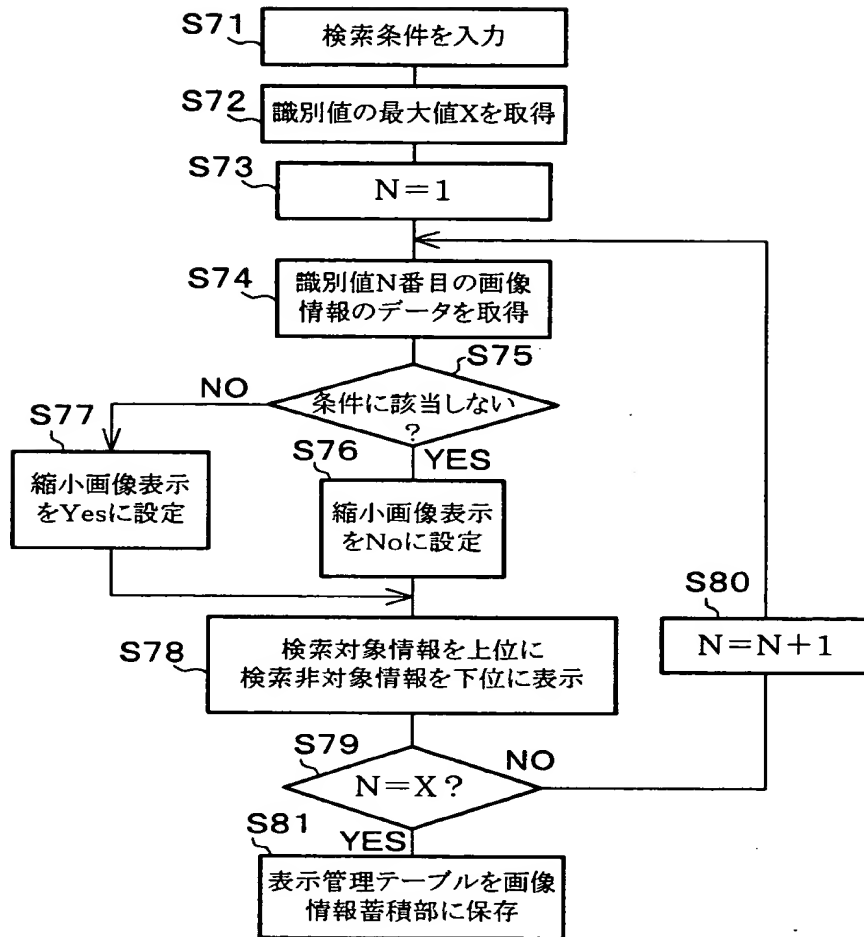 S71
検索条件を入力
S72
識別値の最大値Xを取得
S73
N=1
S74
識別値N番目の画像
情報のデータを取得
S75
条件に該当しない
?
NO
YES
S77
縮小画像表示
をYesに設定
S76
縮小画像表示
をNoに設定
S78
検索対象情報を上位に
検索非対象情報を下位に表示
S79
N=X?
NO
YES
S80
N=N+1
S81
表示管理テーブルを画像
情報蓄積部に保存